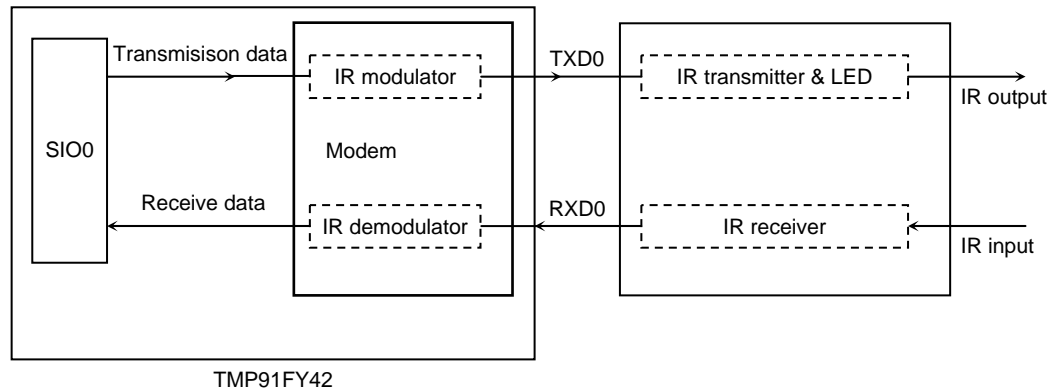 Transmisison data
IR modulator
TXD0
IR transmitter & LED
IR output
SIO0
Modem
Receive data
IR demodulator
RXD0
IR receiver
IR input
TMP91FY42